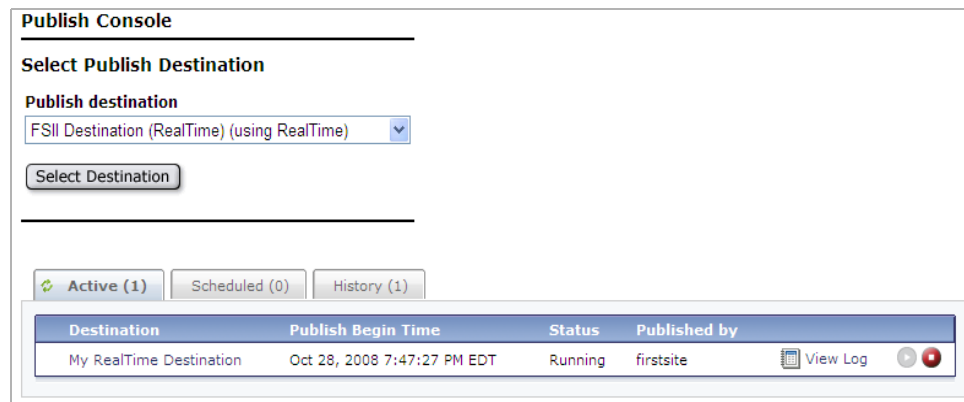 Publish Console
Select Publish Destination
Publish destination
FSII Destination (RealTime) (using RealTime)
Select Destination
Active (1) Scheduled (0) History (1)
Destination Publish Begin Time Status Published by
My RealTime Destination Oct 28, 2008 7:47:27 PM EDT Running firstsite View Log